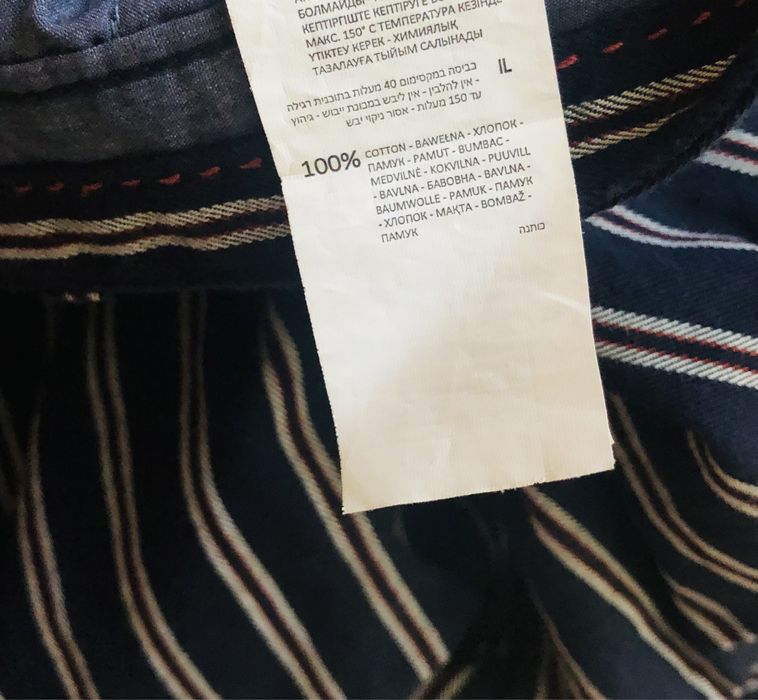 БОЛМАЙДЫ
КЕПТІРГІШТЕ КЕПТІРУГЕ
МАКС. 150° С ТЕМПЕРАТУРА КЕЗІНДЕ
ҮТІКТЕУ КЕРЕК - ХИМИЯЛЫҚ
ТАЗАЛАУҒА ТЫЙЫМ САЛЫНАДЫ
IL
כביסה במקסימום 40 מעלות בתוכנית רגילה
- אין להלבין - אין ליבש במכונת ייבוש - גיהוץ
עד 150 מעלות - אסור ניקוי יבש
100% COTTON - BAWEŁNA - ХЛОПОК -
ПАМУК - PAMUT - BUMBAC -
MEDVILNĖ - KOKVILNA - PUUVILL
- BAVLNA - БАВОВНА - BAVLNA -
BAUMWOLLE - PAMUK - ПАМУК
- ХЛОПОК - МАҚТА - BOMBAŽ -
ПАМУК
כותנה